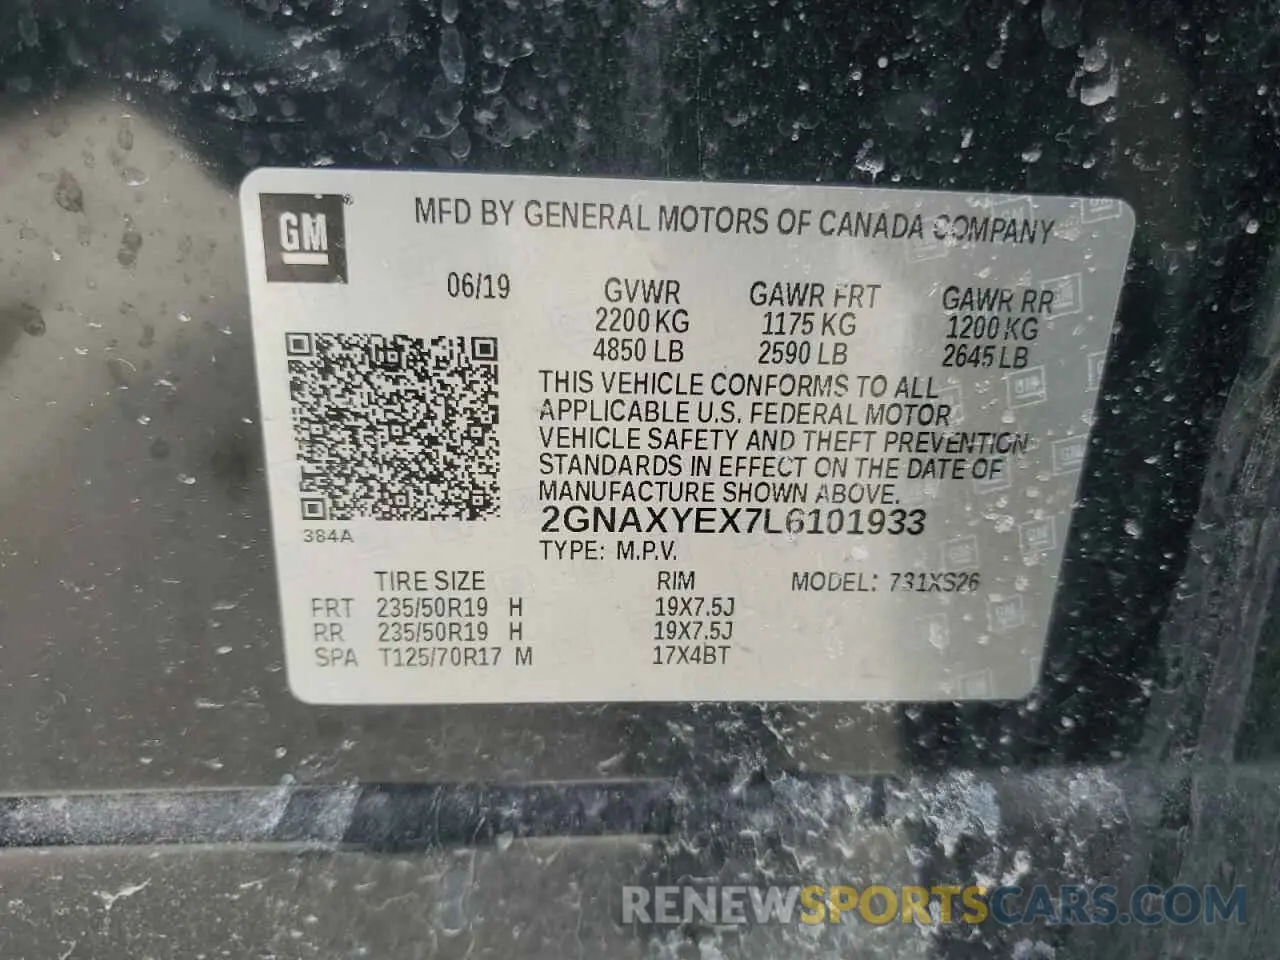 GM
MFD BY GENERAL MOTORS OF CANADA COMPANY
06/19 GVWR GAWR FRT GAWR RR
2200 KG 1175 KG 1200 KG
4850 LB 2590 LB 2645 LB
THIS VEHICLE CONFORMS TO ALL
APPLICABLE U.S. FEDERAL MOTOR
VEHICLE SAFETY AND THEFT PREVENTION
STANDARDS IN EFFECT ON THE DATE OF
MANUFACTURE SHOWN ABOVE.
384A
2GNAXYEX7L6101933
TYPE: M.P.V.
TIRE SIZE RIM MODEL: 731XS26
FRT 235/50R19 H 19X7.5J
RR 235/50R19 H 19X7.5J
SPA T125/70R17 M 17X4BT
RENEWSPORTSCARS.COM